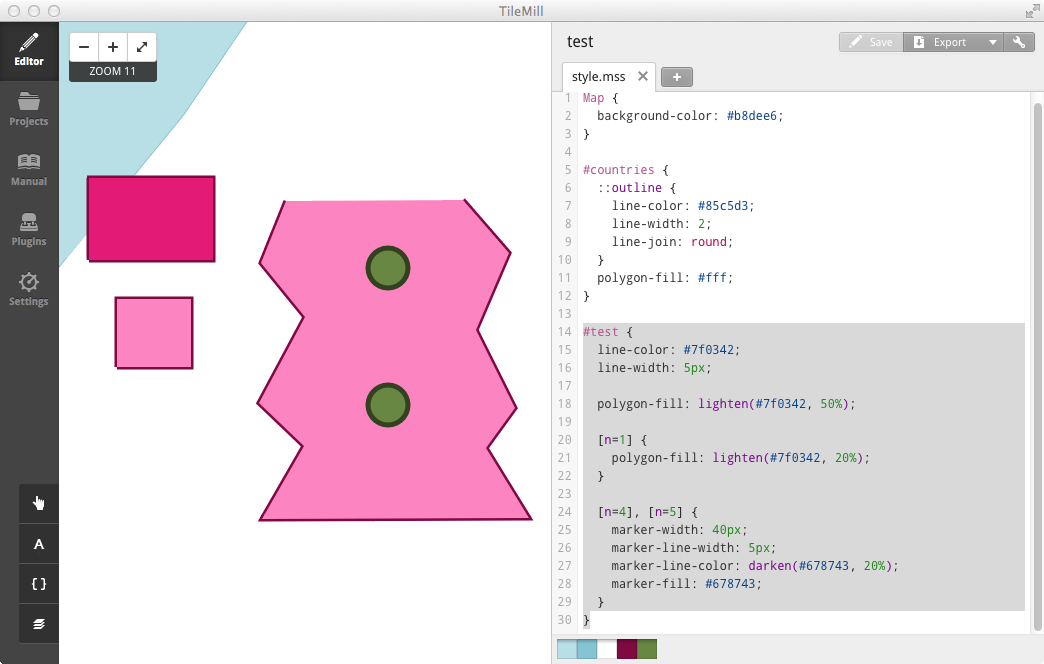 TileMill
Editor
Projects
Manual
Plugins
Settings
ZOOM 11
A
{ }
test
Save
Export
style.mss
1 Map {
2 background-color: #b8dee6;
3 }
4
5 #countries {
6 ::outline {
7 line-color: #85c5d3;
8 line-width: 2;
9 line-join: round;
10 }
11 polygon-fill: #fff;
12 }
13
14 #test {
15 line-color: #7f0342;
16 line-width: 5px;
17
18 polygon-fill: lighten(#7f0342, 50%);
19
20 [n=1] {
21 polygon-fill: lighten(#7f0342, 20%);
22 }
23
24 [n=4], [n=5] {
25 marker-width: 40px;
26 marker-line-width: 5px;
27 marker-line-color: darken(#678743, 20%);
28 marker-fill: #678743;
29 }
30 }